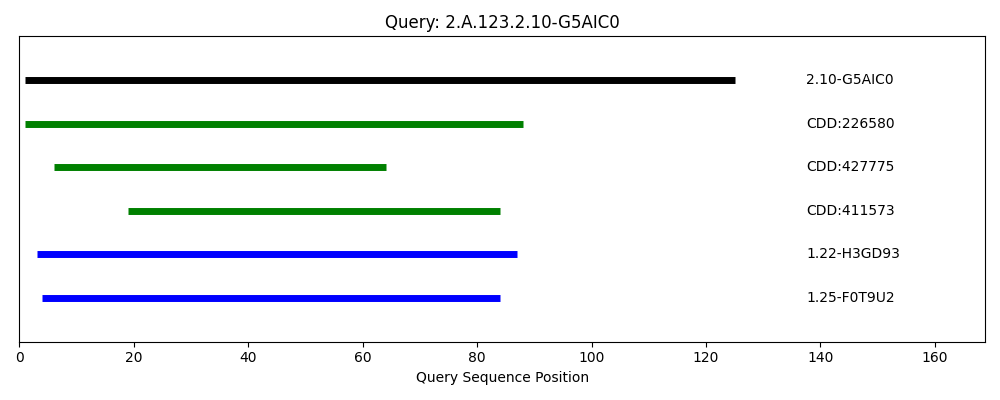 Query: 2.A.123.2.10-G5AIC0
2.10-G5AIC0
CDD:226580
CDD:427775
CDD:411573
1.22-H3GD93
1.25-F0T9U2
0 20 40 60 80 100 120 140 160
Query Sequence Position